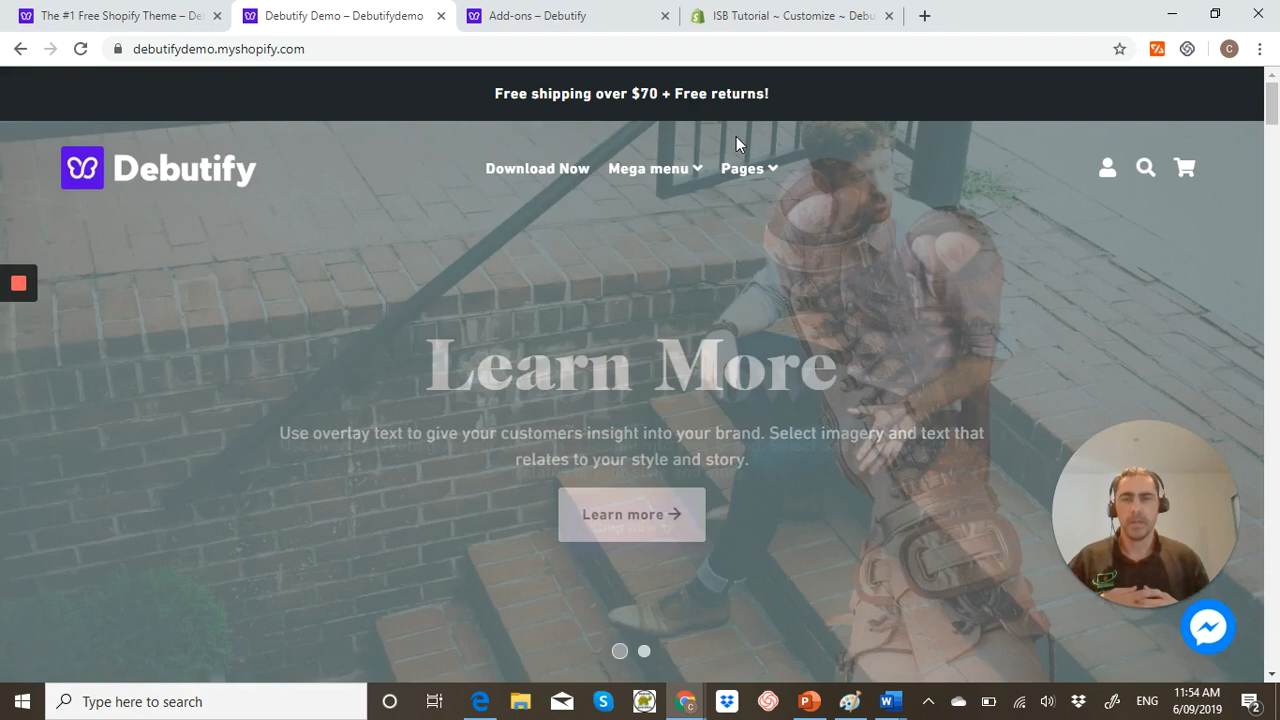 The #1 Free Shopify Theme – De
Debutify Demo – Debutifydemo
Add-ons – Debutify
ISB Tutorial ~ Customize ~ Debu
debutifydemo.myshopify.com
C
Free shipping over $70 + Free returns!
Debutify
Download Now
Mega menu
Pages
Learn More
Use overlay text to give your customers insight into your brand. Select imagery and text that
relates to your style and story.
Learn more →
Type here to search
ENG
11:54 AM
6/09/2019
2